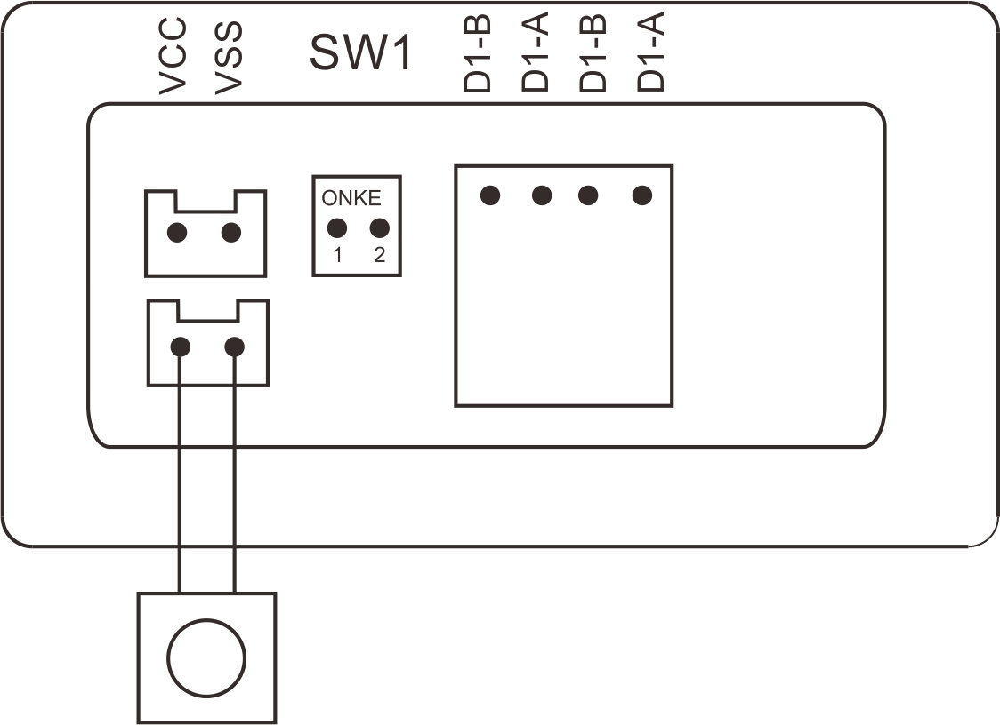 VCC
VSS
SW1
D1-B
D1-A
D1-B
D1-A
ONKE
1 2